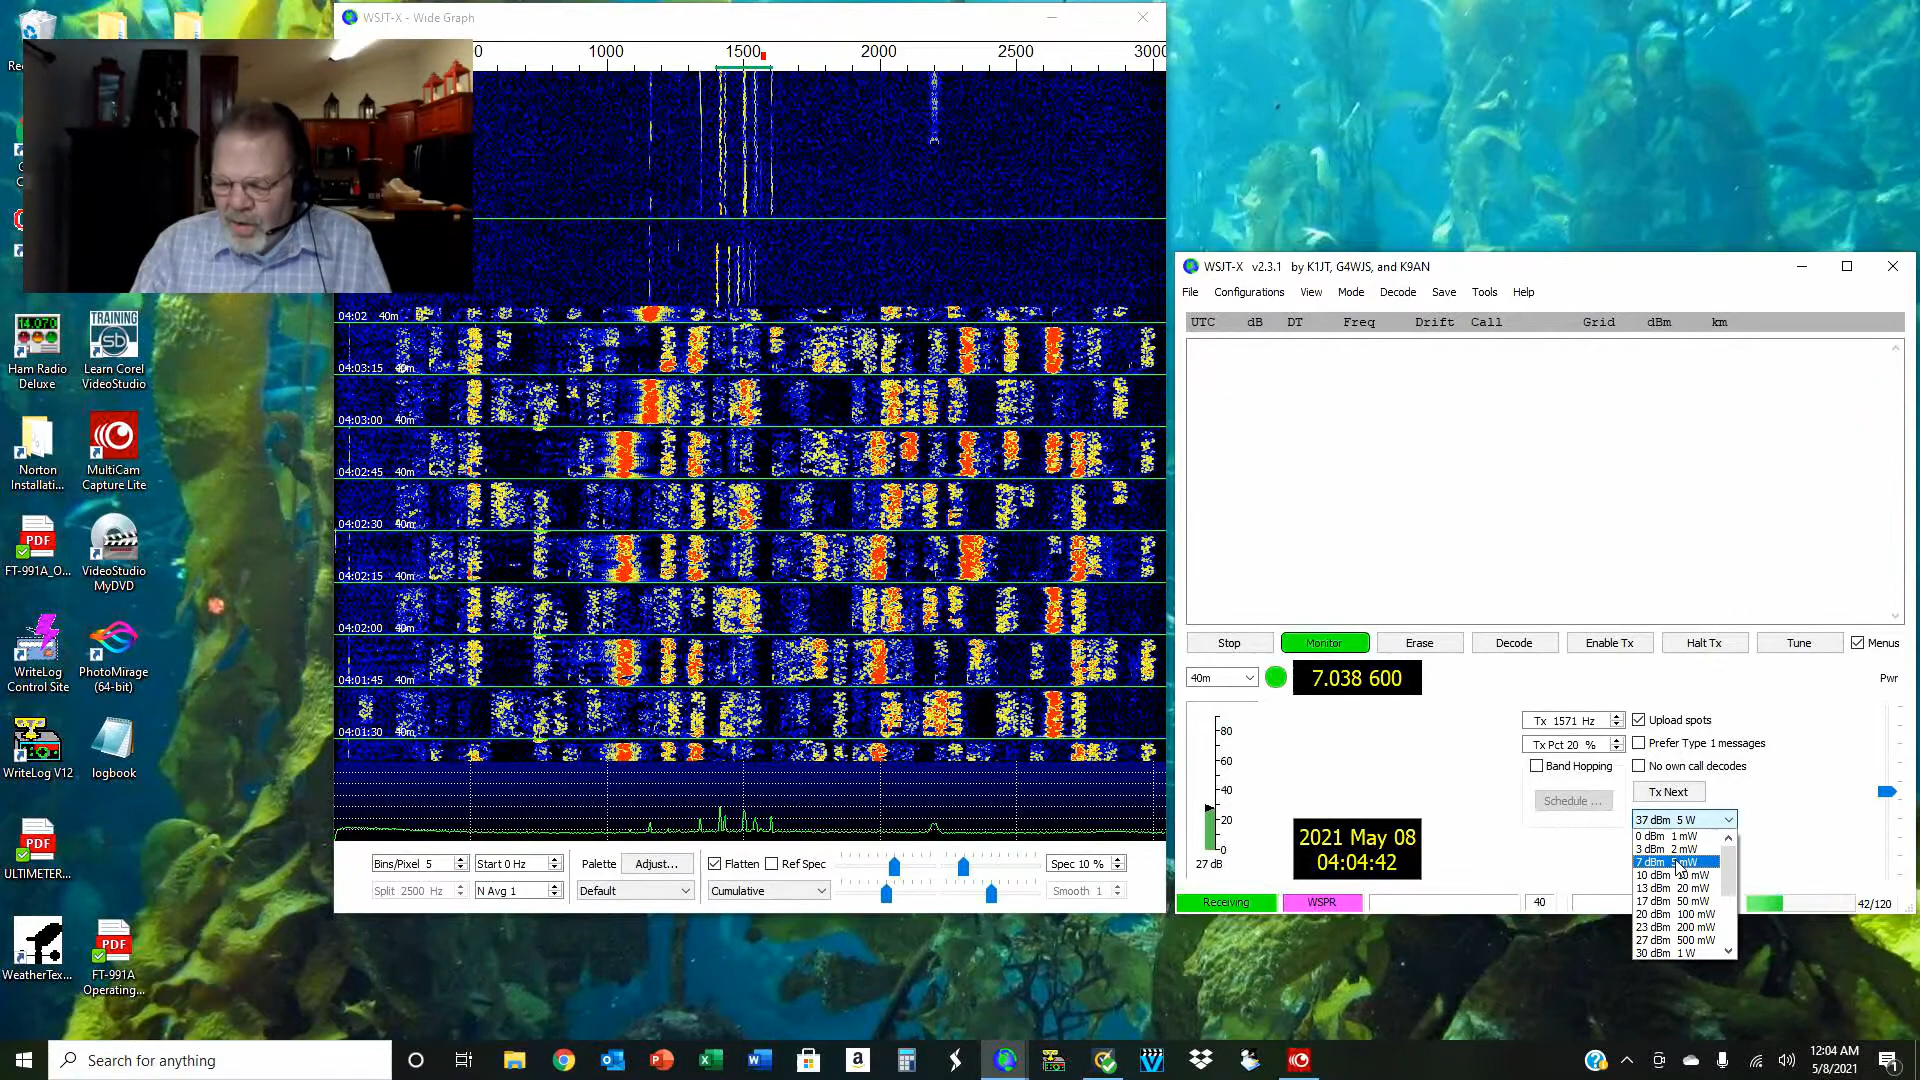 WSJT-X - Wide Graph
0 1000 1500 2000 2500 3000
04:02 40m
04:03:15 40m
04:03:00 40m
04:02:45 40m
04:02:30 40m
04:02:15 40m
04:02:00 40m
04:01:45 40m
04:01:30 40m
Bins/Pixel 5 Start 0 Hz Palette Adjust... Flatten Ref Spec Spec 10 %
Split 2500 Hz N Avg 1 Default Cumulative Smooth 1
WSJT-X v2.3.1 by K1JT, G4WJS, and K9AN
File Configurations View Mode Decode Save Tools Help
UTC dB DT Freq Drift Call Grid dBm km
Stop Monitor Erase Decode Enable Tx Halt Tx Tune Menus
40m 7.038 600 Pwr
Tx 1571 Hz Upload spots
Tx Pct 20 % Prefer Type 1 messages
Band Hopping No own call decodes
Schedule ... Tx Next
-80
-60
-40
-20
-0
27 dB
2021 May 08
04:04:42
37 dBm 5 W
0 dBm 1 mW
3 dBm 2 mW
7 dBm 5 mW
10 dBm 10 mW
13 dBm 20 mW
17 dBm 50 mW
20 dBm 100 mW
23 dBm 200 mW
27 dBm 500 mW
30 dBm 1 W
Receiving WSPR 40 42/120
14.070
Ham Radio
Deluxe
TRAINING
Learn Corel
VideoStudio
Norton
Installati...
MultiCam
Capture Lite
PDF
FT-991A_O...
VideoStudio
MyDVD
WriteLog
Control Site
PhotoMirage
(64-bit)
WriteLog V12
logbook
PDF
ULTIMETER...
WeatherTex...
PDF
FT-991A
Operating...
Search for anything
12:04 AM
5/8/2021